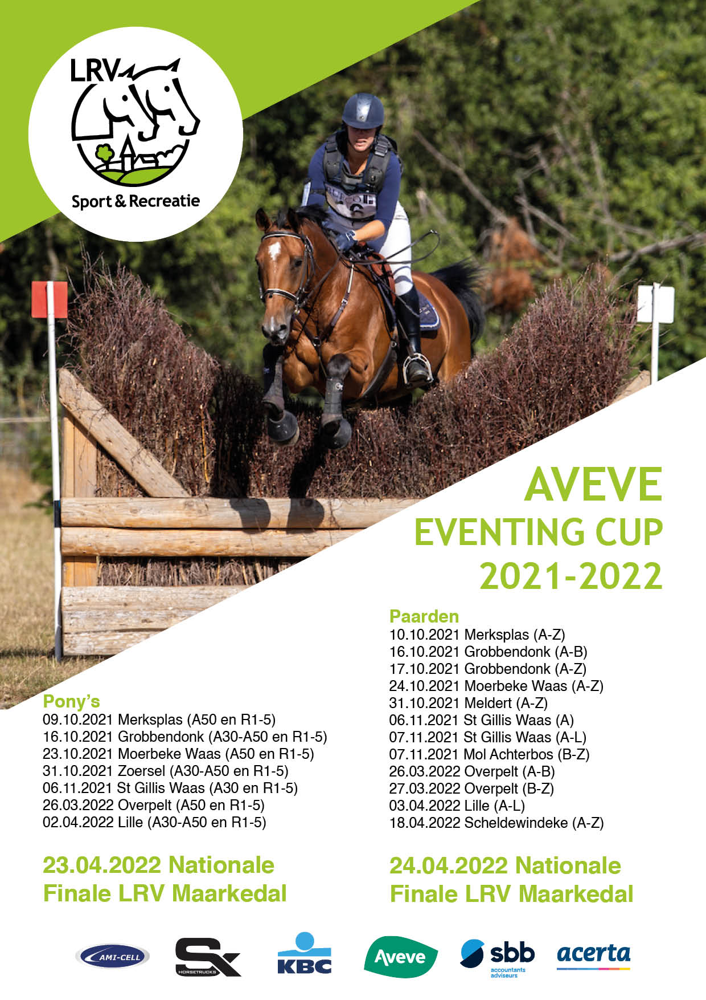 LRV
Sport & Recreatie
AVEVE
EVENTING CUP
2021-2022
Paarden
10.10.2021 Merksplas (A-Z)
16.10.2021 Grobbendonk (A-B)
17.10.2021 Grobbendonk (A-Z)
24.10.2021 Moerbeke Waas (A-Z)
31.10.2021 Meldert (A-Z)
06.11.2021 St Gillis Waas (A)
07.11.2021 St Gillis Waas (A-L)
07.11.2021 Mol Achterbos (B-Z)
26.03.2022 Overpelt (A-B)
27.03.2022 Overpelt (B-Z)
03.04.2022 Lille (A-L)
18.04.2022 Scheldewindeke (A-Z)
Pony's
09.10.2021 Merksplas (A50 en R1-5)
16.10.2021 Grobbendonk (A30-A50 en R1-5)
23.10.2021 Moerbeke Waas (A50 en R1-5)
31.10.2021 Zoersel (A30-A50 en R1-5)
06.11.2021 St Gillis Waas (A30 en R1-5)
26.03.2022 Overpelt (A50 en R1-5)
02.04.2022 Lille (A30-A50 en R1-5)
23.04.2022 Nationale
Finale LRV Maarkedal
24.04.2022 Nationale
Finale LRV Maarkedal
AMI-CELL
SX
HORSETRUCKS
KBC
Aveve
sbb
accountants
adviseurs
acerta